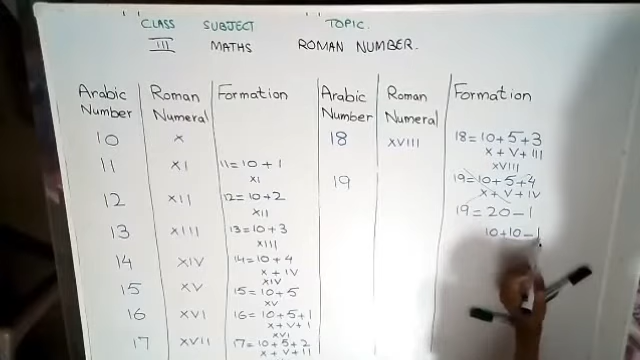 CLASS SUBJECT TOPIC
III MATHS ROMAN NUMBER.
Arabic Number Roman Numeral Formation Arabic Number Roman Numeral Formation
10 X
11 XI 11=10+1
XI
12 XII 12=10+2
XII
13 XIII 13=10+3
XIII
14 XIV 14=10+4
X+IV
XIV
15 XV 15=10+5
XV
16 XVI 16=10+5+1
X+V+I
XVI
17 XVII 17=10+5+2
X+V+II
18 XVIII 18=10+5+3
X+V+III
XVIII
19 19=10+5+4
X+V+IV
19=20-1
10+10-1